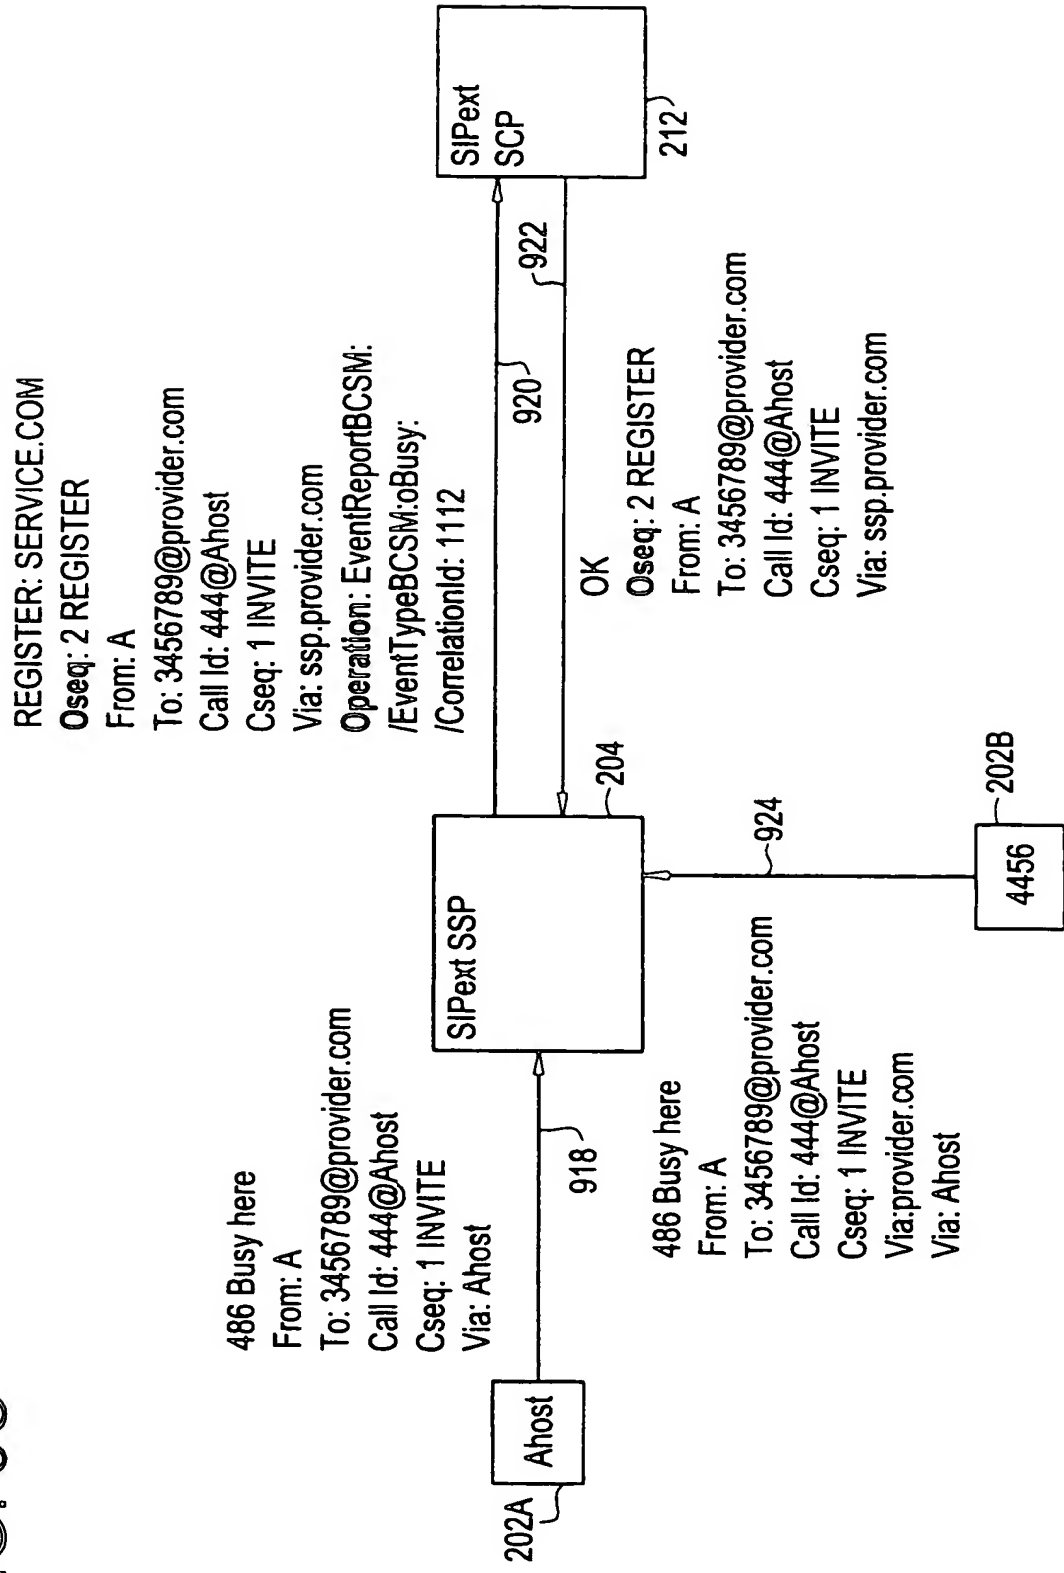 REGISTER: SERVICE.COM
Oseq: 2 REGISTER
From: A
To: 3456789@provider.com
Call Id: 444@Ahost
Cseq: 1 INVITE
Via: ssp.provider.com
Operation: EventReportBCSM:
/EventTypeBCSM:oBusy:
/CorrelationId: 1112
486 Busy here
From: A
To: 3456789@provider.com
Call Id: 444@Ahost
Cseq: 1 INVITE
Via: Ahost
Ahost
202A
918
SIPext SSP
204
920
922
SIPext
SCP
212
OK
Oseq: 2 REGISTER
From: A
To: 3456789@provider.com
Call Id: 444@Ahost
Cseq: 1 INVITE
Via: ssp.provider.com
486 Busy here
From: A
To: 3456789@provider.com
Call Id: 444@Ahost
Cseq: 1 INVITE
Via:provider.com
Via: Ahost
924
4456
202B